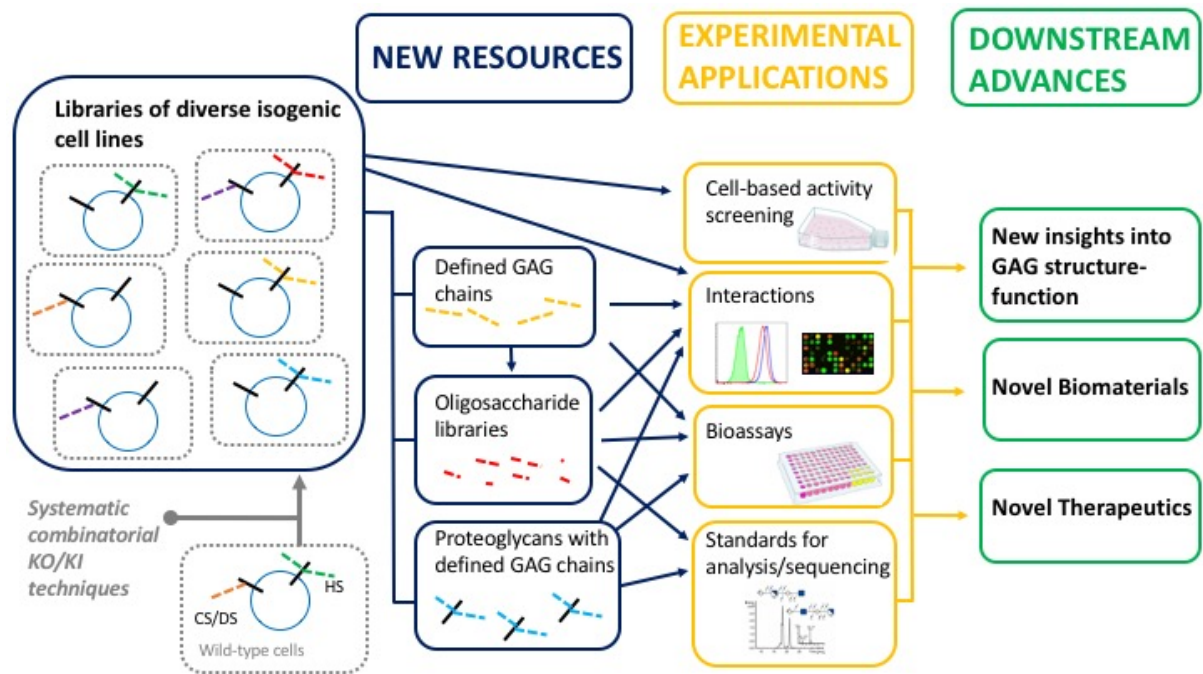 NEW RESOURCES
EXPERIMENTAL
APPLICATIONS
DOWNSTREAM
ADVANCES
Libraries of diverse isogenic
cell lines
Systematic
combinatorial
KO/KI
techniques
CS/DS
HS
Wild-type cells
Defined GAG
chains
Oligosaccharide
libraries
Proteoglycans with
defined GAG chains
Cell-based activity
screening
Interactions
Bioassays
Standards for
analysis/sequencing
New insights into
GAG structure-
function
Novel Biomaterials
Novel Therapeutics